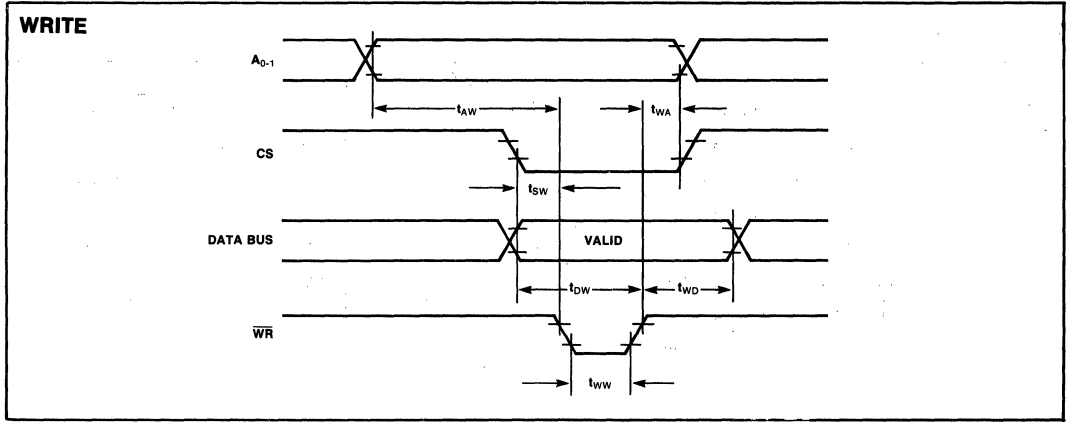 WRITE
A0-1
tAW
tWA
CS
tSW
DATA BUS
VALID
tDW
tWD
WR
tWW